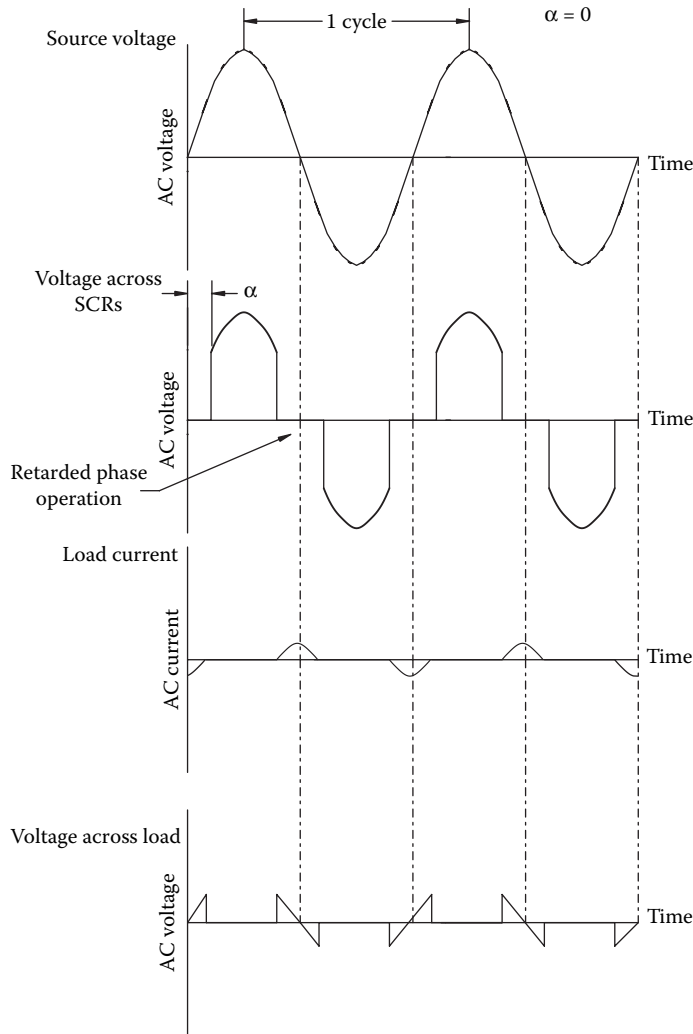 1 cycle
α = 0
Source voltage
AC voltage
Time
Voltage across
SCRs
α
AC voltage
Time
Retarded phase
operation
Load current
AC current
Time
Voltage across load
AC voltage
Time